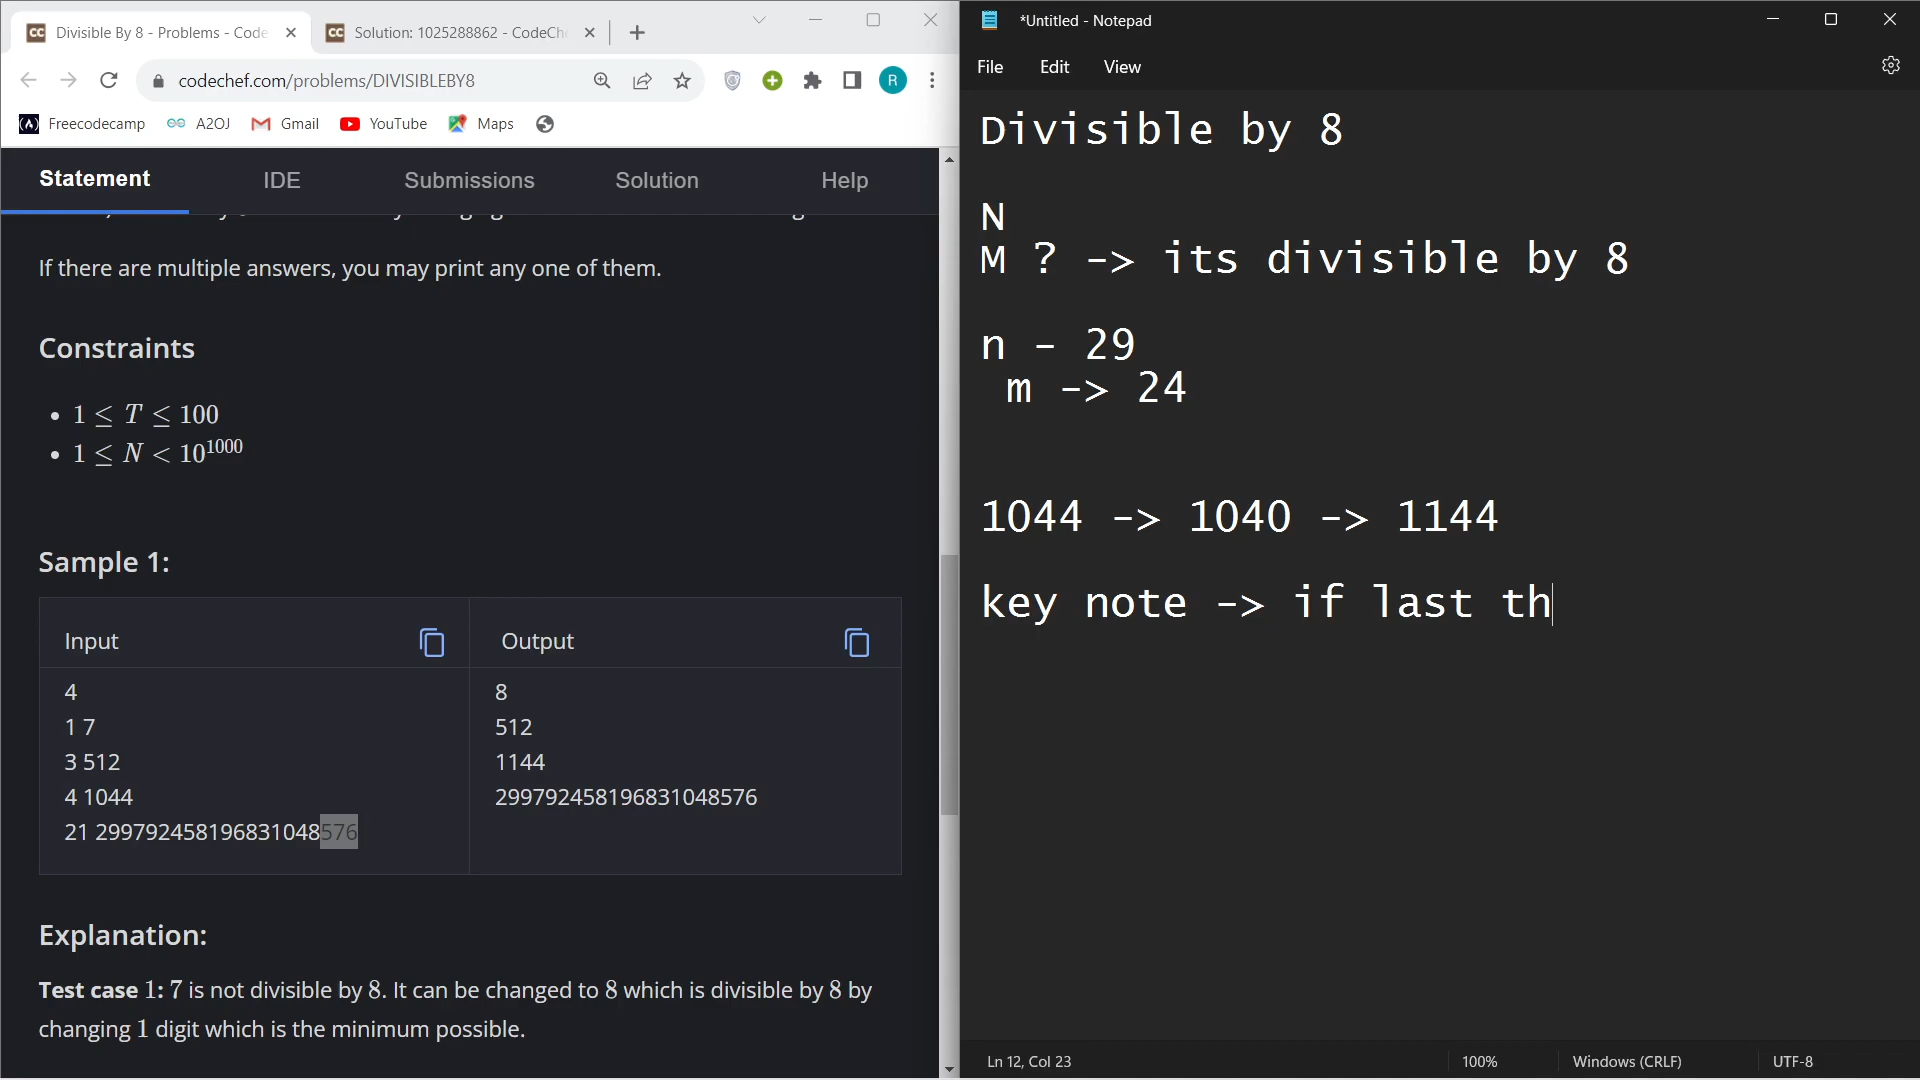 Divisible By 8 - Problems - Code
Solution: 1025288862 - CodeChe
codechef.com/problems/DIVISIBLEBY8
R
Freecodecamp
A2OJ
Gmail
YouTube
Maps
Statement
IDE
Submissions
Solution
Help
If there are multiple answers, you may print any one of them.
Constraints
• 1 ≤ T ≤ 100
• 1 ≤ N < 10^1000
Sample 1:
Input
Output
4
1 7
3 512
4 1044
21 299792458196831048576
8
512
1144
299792458196831048576
Explanation:
Test case 1: 7 is not divisible by 8. It can be changed to 8 which is divisible by 8 by
changing 1 digit which is the minimum possible.
*Untitled - Notepad
File Edit View
Divisible by 8
N
M ? -> its divisible by 8
n - 29
m -> 24
1044 -> 1040 -> 1144
key note -> if last th
Ln 12, Col 23
100%
Windows (CRLF)
UTF-8